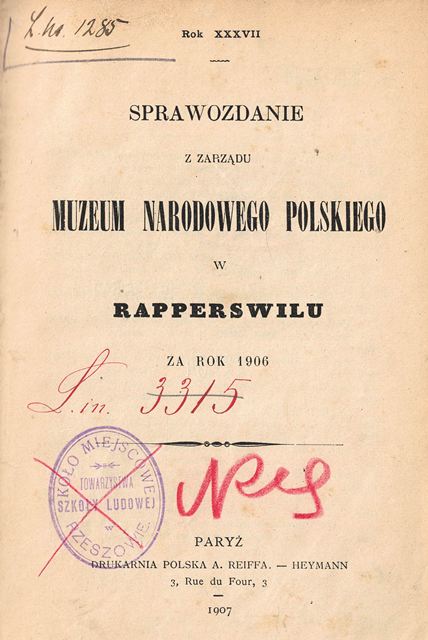 L. in. 1285
Rok XXXVII
SPRAWOZDANIE
Z ZARZĄDU
MUZEUM NARODOWEGO POLSKIEGO
W
RAPPERSWILU
ZA ROK 1906
L. in. 3315
KOŁO MIEJSCOWE
TOWARZYSTWA
SZKOŁY LUDOWEJ
W
RZESZOWIE
PARYŻ
DRUKARNIA POLSKA A. REIFFA. — HEYMANN
3, Rue du Four, 3
1907